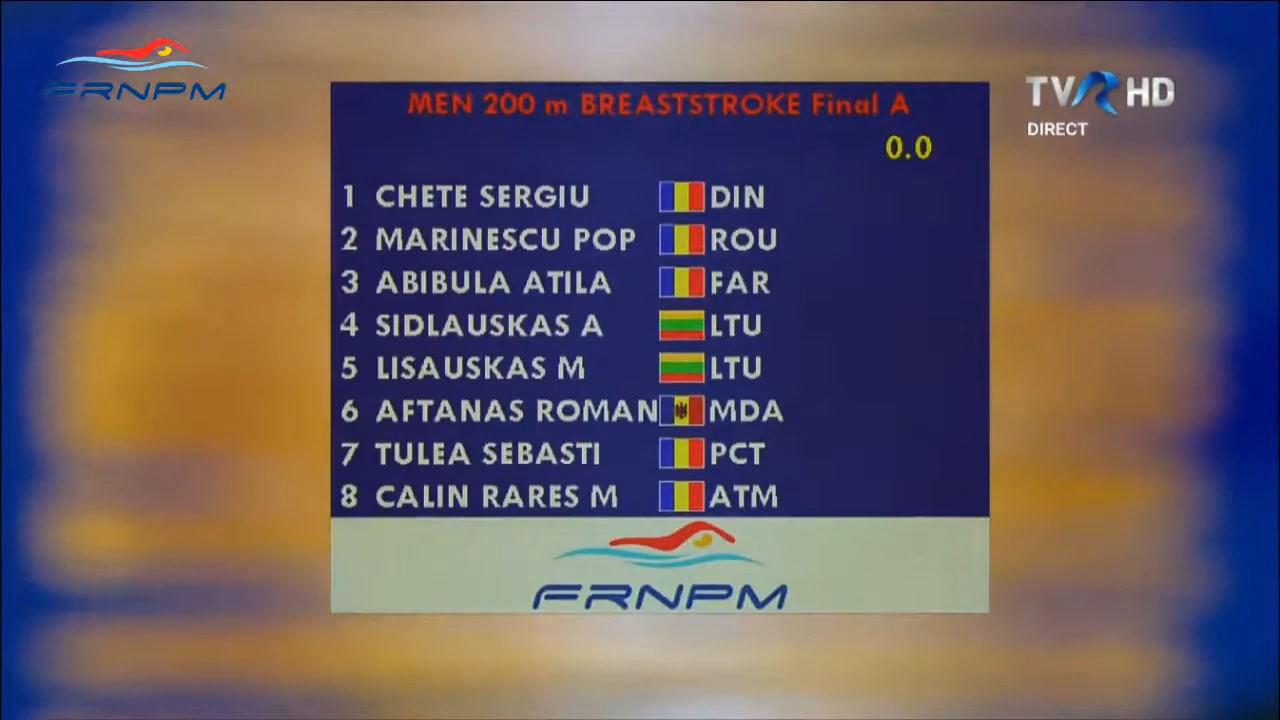 FRNPM
TVR HD
DIRECT
MEN 200 m BREASTSTROKE Final A
0.0
1 CHETE SERGIU DIN
2 MARINESCU POP ROU
3 ABIBULA ATILA FAR
4 SIDLAUSKAS A LTU
5 LISAUSKAS M LTU
6 AFTANAS ROMAN MDA
7 TULEA SEBASTI PCT
8 CALIN RARES M ATM
FRNPM